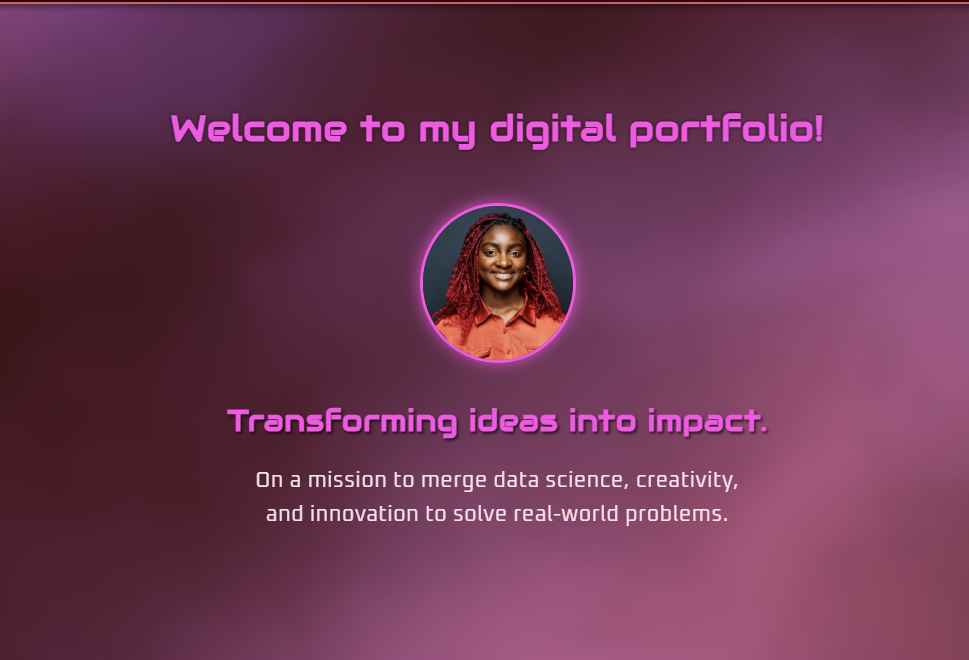 Welcome to my digital portfolio!
Transforming ideas into impact.
On a mission to merge data science, creativity,
and innovation to solve real-world problems.